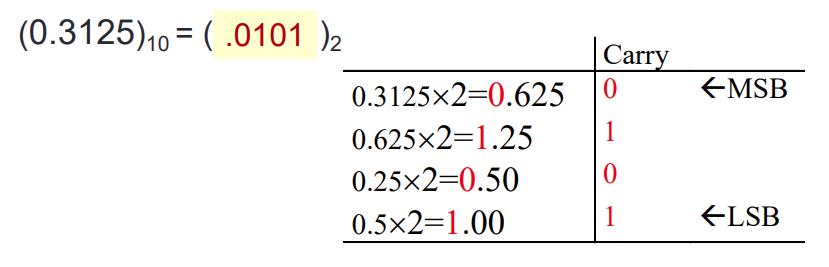 (0.3125)10 = ( .0101 )2
Carry
0.3125×2=0.625 0 ←MSB
0.625×2=1.25 1
0.25×2=0.50 0
0.5×2=1.00 1 ←LSB